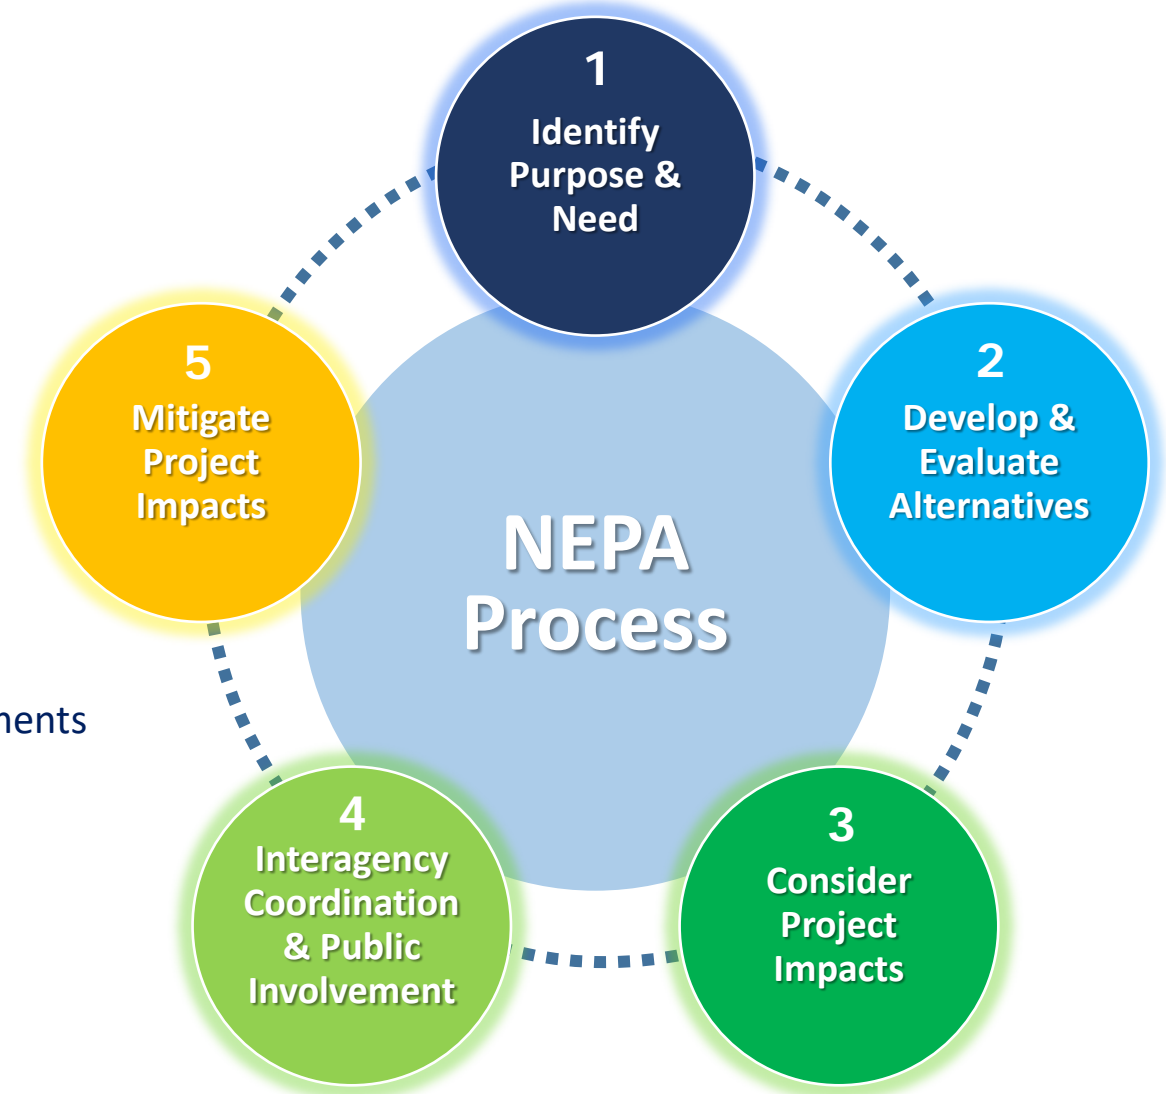 1
Identify
Purpose &
Need
2
Develop &
Evaluate
Alternatives
3
Consider
Project
Impacts
4
Interagency
Coordination
& Public
Involvement
5
Mitigate
Project
Impacts
NEPA
Process